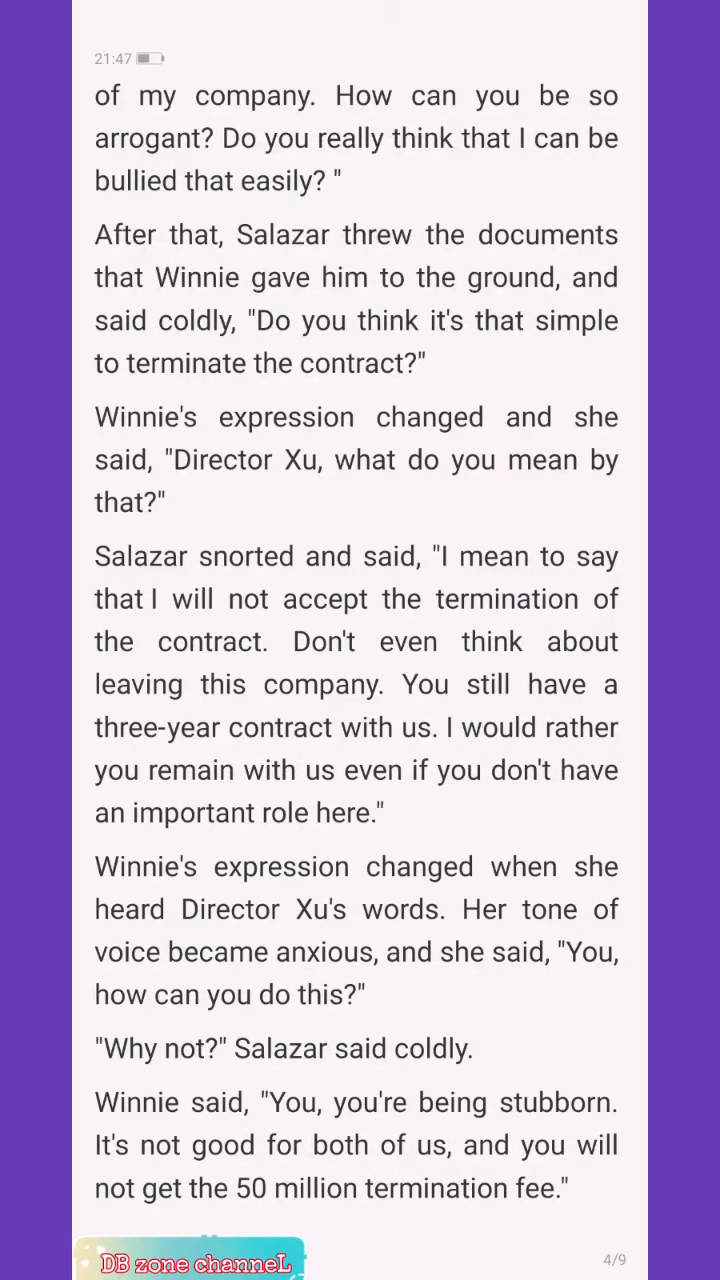 21:47
of my company. How can you be so
arrogant? Do you really think that I can be
bullied that easily? "
After that, Salazar threw the documents
that Winnie gave him to the ground, and
said coldly, "Do you think it's that simple
to terminate the contract?"
Winnie's expression changed and she
said, "Director Xu, what do you mean by
that?"
Salazar snorted and said, "I mean to say
that I will not accept the termination of
the contract. Don't even think about
leaving this company. You still have a
three-year contract with us. I would rather
you remain with us even if you don't have
an important role here."
Winnie's expression changed when she
heard Director Xu's words. Her tone of
voice became anxious, and she said, "You,
how can you do this?"
"Why not?" Salazar said coldly.
Winnie said, "You, you're being stubborn.
It's not good for both of us, and you will
not get the 50 million termination fee."
DB zone channeL
4/9